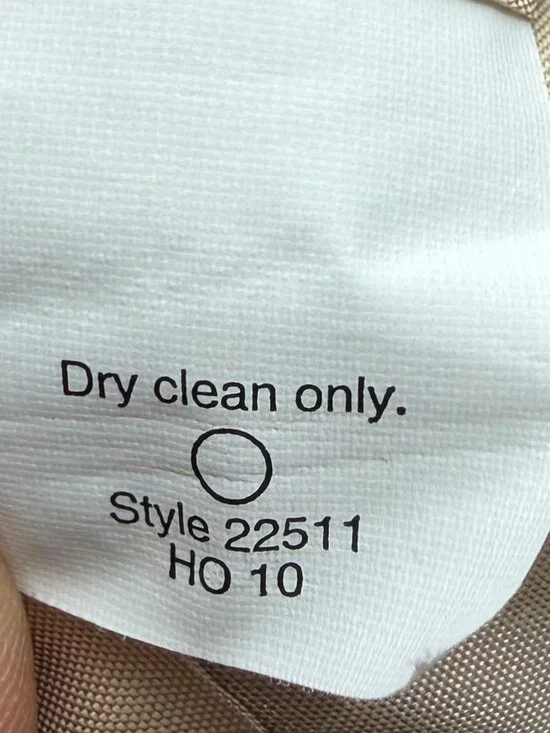 Dry clean only.
Style 22511
HO 10